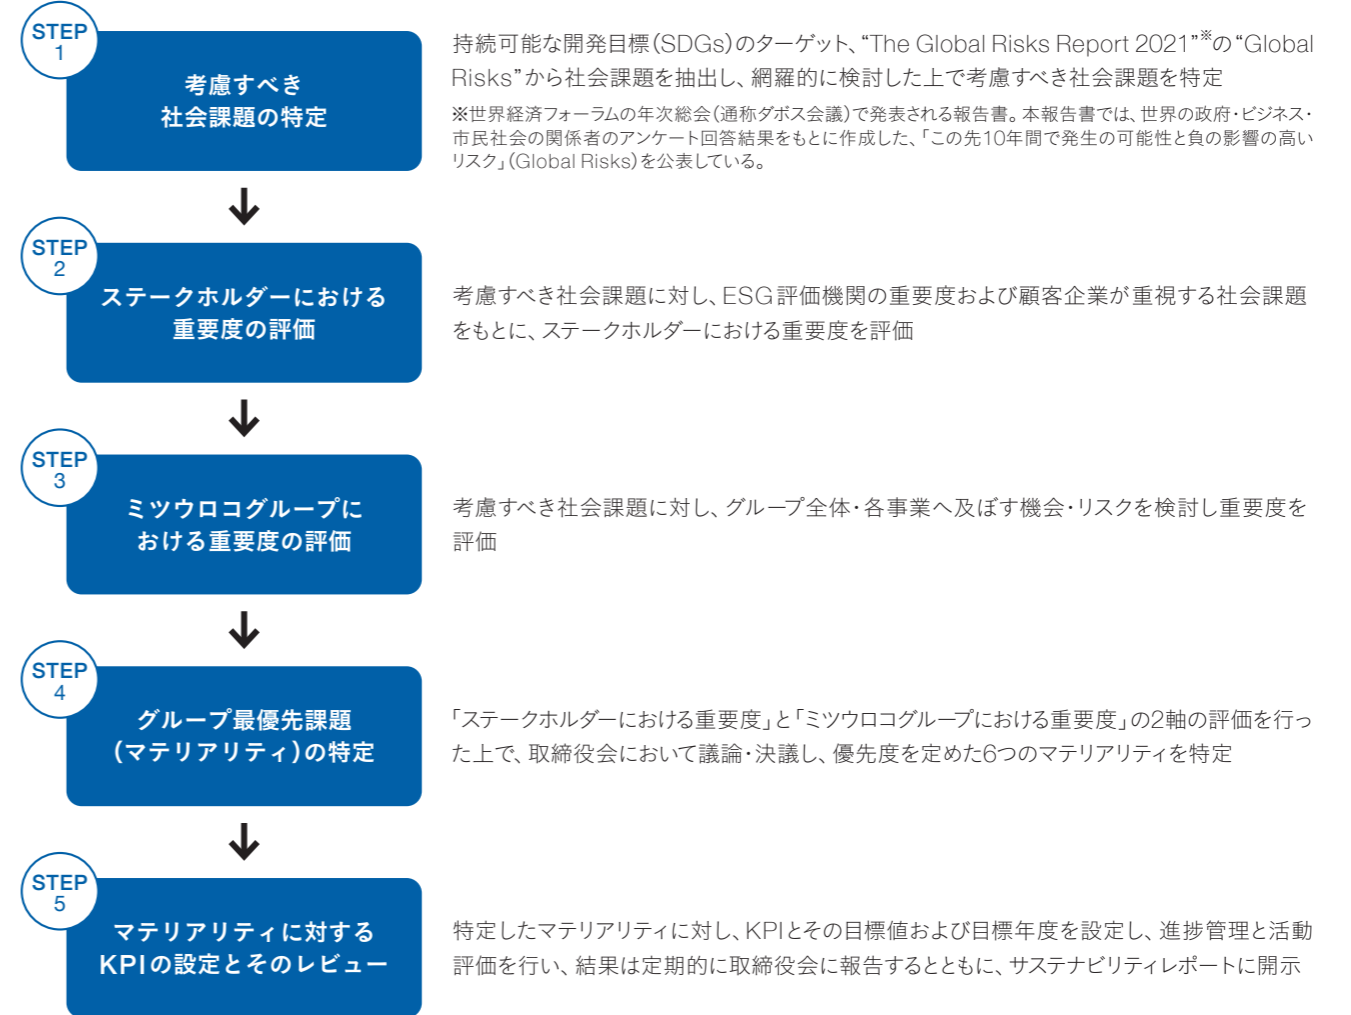 STEP
1
考慮すべき
社会課題の特定
持続可能な開発目標(SDGs)のターゲット、“The Global Risks Report 2021”※の“Global
Risks”から社会課題を抽出し、網羅的に検討した上で考慮すべき社会課題を特定
※世界経済フォーラムの年次総会(通称ダボス会議)で発表される報告書。本報告書では、世界の政府・ビジネス・
市民社会の関係者のアンケート回答結果をもとに作成した、「この先10年間で発生の可能性と負の影響の高い
リスク」(Global Risks)を公表している。
STEP
2
ステークホルダーにおける
重要度の評価
考慮すべき社会課題に対し、ESG評価機関の重要度および顧客企業が重視する社会課題
をもとに、ステークホルダーにおける重要度を評価
STEP
3
ミツウロコグループに
おける重要度の評価
考慮すべき社会課題に対し、グループ全体・各事業へ及ぼす機会・リスクを検討し重要度を
評価
STEP
4
グループ最優先課題
(マテリアリティ)の特定
「ステークホルダーにおける重要度」と「ミツウロコグループにおける重要度」の2軸の評価を行っ
た上で、取締役会において議論・決議し、優先度を定めた6つのマテリアリティを特定
STEP
5
マテリアリティに対する
KPIの設定とそのレビュー
特定したマテリアリティに対し、KPIとその目標値および目標年度を設定し、進捗管理と活動
評価を行い、結果は定期的に取締役会に報告するとともに、サステナビリティレポートに開示